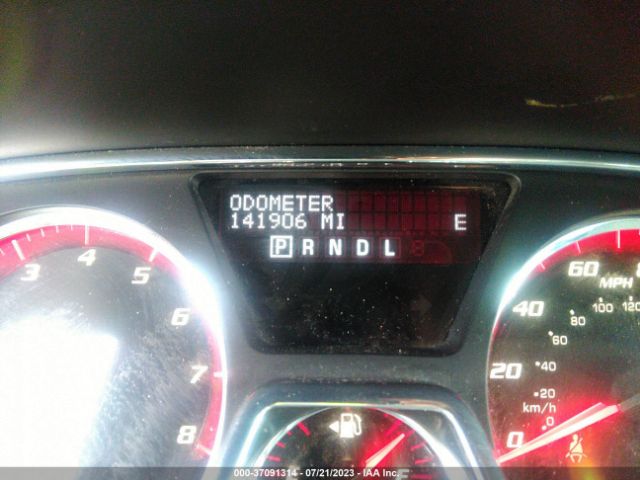 ODOMETER
141906 MI E
P R N D L
3 4 5 6 7 8
0 20 40 60
MPH
0 20 40 60 80 100 120
km/h
000-37091314 - 07/21/2023 - IAA Inc.